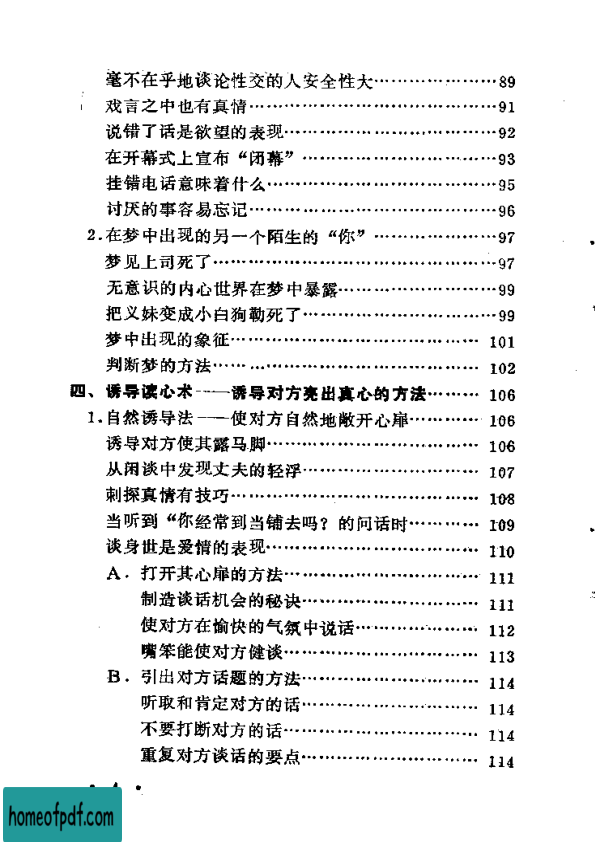 毫不在乎地谈论性交的人安全性大…………………89
戏言之中也有真情………………………………………91
说错了话是欲望的表现…………………………………92
在开幕式上宣布“闭幕”………………………………93
挂错电话意味着什么……………………………………95
讨厌的事容易忘记………………………………………96
2.在梦中出现的另一个陌生的“你”…………………97
梦见上司死了……………………………………………97
无意识的内心世界在梦中暴露…………………………99
把义妹变成小白狗勒死了………………………………99
梦中出现的象征…………………………………………101
判断梦的方法……………………………………………102
四、诱导读心术——诱导对方亮出真心的方法………106
1.自然诱导法——使对方自然地敞开心扉…………106
诱导对方使其露马脚……………………………………106
从闲谈中发现丈夫的轻浮………………………………107
刺探真情有技巧…………………………………………108
当听到“你经常到当铺去吗？的问话时………………109
谈身世是爱情的表现……………………………………110
A.打开其心扉的方法……………………………………111
制造谈话机会的秘诀……………………………………111
使对方在愉快的气氛中说话……………………………112
嘴笨能使对方健谈………………………………………113
B.引出对方话题的方法…………………………………114
听取和肯定对方的话……………………………………114
不要打断对方的话………………………………………114
重复对方谈话的要点……………………………………114
• 4 •
homeofpdf.com